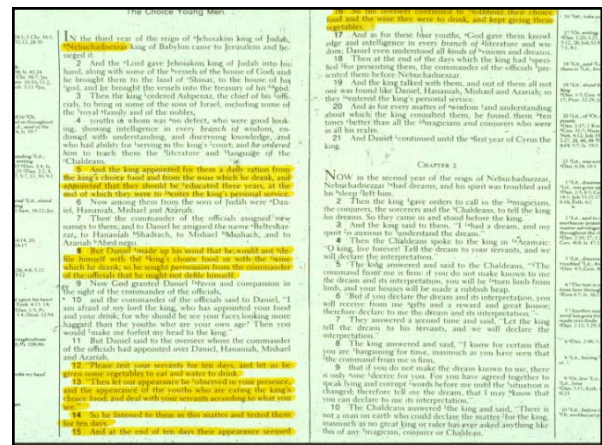 The Choice Young Men.
IN the third year of the reign of Jehoiakim king of Judah,
Nebuchadnezzar king of Babylon came to Jerusalem and be-
sieged it.
2 And the Lord gave Jehoiakim king of Judah into his
hand, along with some of the vessels of the house of God; and
he brought them to the land of Shinar, to the house of his
god, and he brought the vessels into the treasury of his god.
3 Then the king ordered Ashpenaz, the chief of his offi-
cials, to bring in some of the sons of Israel, including some of
the royal family and of the nobles,
4 youths in whom was no defect, who were good look-
ing, showing intelligence in every branch of wisdom, en-
dowed with understanding, and discerning knowledge, and
who had ability for serving in the king's court; and he ordered
him to teach them the literature and language of the
Chaldeans.
5 And the king appointed for them a daily ration from
the king's choice food and from the wine which he drank, and
appointed that they should be educated three years, at the
end of which they were to enter the king's personal service.
6 Now among them from the sons of Judah were Dan-
iel, Hananiah, Mishael and Azariah.
7 Then the commander of the officials assigned new
names to them; and to Daniel he assigned the name Belteshaz-
zar, to Hananiah Shadrach, to Mishael Meshach, and to
Azariah Abed-nego.
8 But Daniel made up his mind that he would not de-
file himself with the king's choice food or with the wine
which he drank; so he sought permission from the commander
of the officials that he might not defile himself.
9 Now God granted Daniel favor and compassion in
the sight of the commander of the officials,
10 and the commander of the officials said to Daniel, "I
am afraid of my lord the king, who has appointed your food
and your drink; for why should he see your faces looking more
haggard than the youths who are your own age? Then you
would make me forfeit my head to the king."
11 But Daniel said to the overseer whom the commander
of the officials had appointed over Daniel, Hananiah, Mishael
and Azariah,
12 "Please test your servants for ten days, and let us be
given some vegetables to eat and water to drink.
13 "Then let our appearance be observed in your presence,
and the appearance of the youths who are eating the king's
choice food; and deal with your servants according to what you
see."
14 So he listened to them in this matter and tested them
for ten days.
15 And at the end of ten days their appearance seemed
16 So the overseer continued to withhold their choice
food and the wine they were to drink, and kept giving them
vegetables.
17 And as for these four youths, God gave them knowl-
edge and intelligence in every branch of literature and wis-
dom; Daniel even understood all kinds of visions and dreams.
18 Then at the end of the days which the king had speci-
fied for presenting them, the commander of the officials pre-
sented them before Nebuchadnezzar.
19 And the king talked with them, and out of them all not
one was found like Daniel, Hananiah, Mishael and Azariah; so
they entered the king's personal service.
20 And as for every matter of wisdom and understanding
about which the king consulted them, he found them ten
times better than all the magicians and conjurers who were
in all his realm.
21 And Daniel continued until the first year of Cyrus the
king.
CHAPTER 2
NOW in the second year of the reign of Nebuchadnezzar,
Nebuchadnezzar had dreams; and his spirit was troubled and
his sleep left him.
2 Then the king gave orders to call in the magicians,
the conjurers, the sorcerers and the Chaldeans, to tell the king
his dreams. So they came in and stood before the king.
3 And the king said to them, "I had a dream, and my
spirit is anxious to understand the dream."
4 Then the Chaldeans spoke to the king in Aramaic:
"O king, live forever! Tell the dream to your servants, and we
will declare the interpretation."
5 The king answered and said to the Chaldeans, "The
command from me is firm: if you do not make known to me
the dream and its interpretation, you will be torn limb from
limb, and your houses will be made a rubbish heap.
6 "But if you declare the dream and its interpretation, you
will receive from me gifts and a reward and great honor;
therefore declare to me the dream and its interpretation."
7 They answered a second time and said, "Let the king
tell the dream to his servants, and we will declare the
interpretation."
8 The king answered and said, "I know for certain that
you are bargaining for time, inasmuch as you have seen that
the command from me is firm,
9 that if you do not make the dream known to me, there
is only one decree for you. For you have agreed together to
speak lying and corrupt words before me until the situation is
changed; therefore tell me the dream, that I may know that
you can declare to me its interpretation."
10 The Chaldeans answered the king and said, "There is
not a man on earth who could declare the matter for the king,
inasmuch as no great king or ruler has ever asked anything like
this of any magician, conjurer or Chaldean.